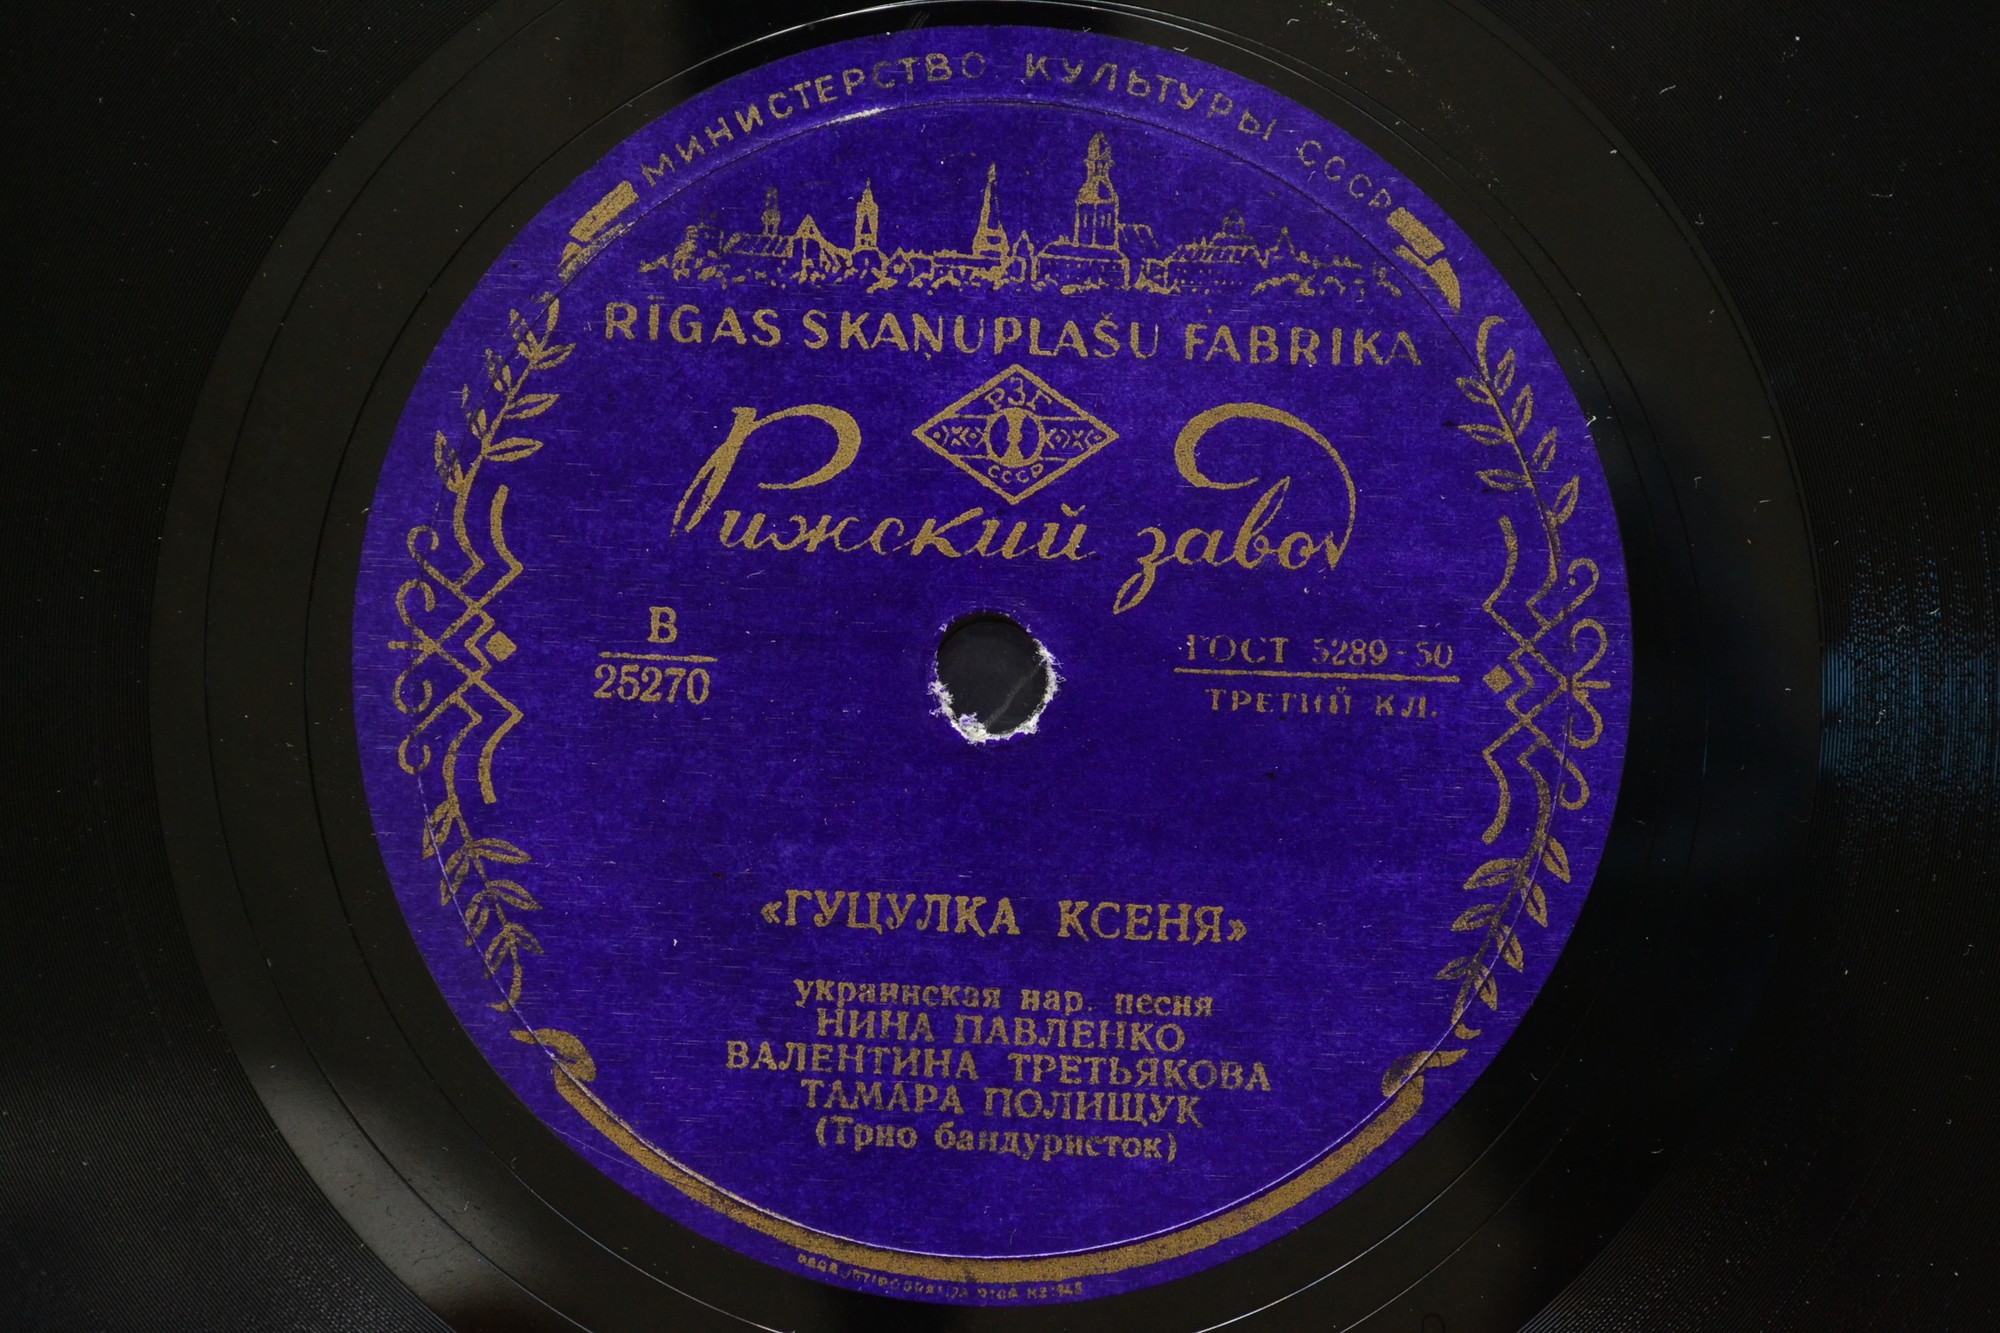 МИНИСТЕРСТВО КУЛЬТУРЫ СССР
RĪGAS SKAŅUPLAŠU FABRIKA
РЗГ
СССР
Рижский завод
В
25270
ГОСТ 5289-50
ТРЕТИЙ КЛ.
«ГУЦУЛКА КСЕНЯ»
украинская нар. песня
НИНА ПАВЛЕНКО
ВАЛЕНТИНА ТРЕТЬЯКОВА
ТАМАРА ПОЛИЩУК
(Трио бандуристок)